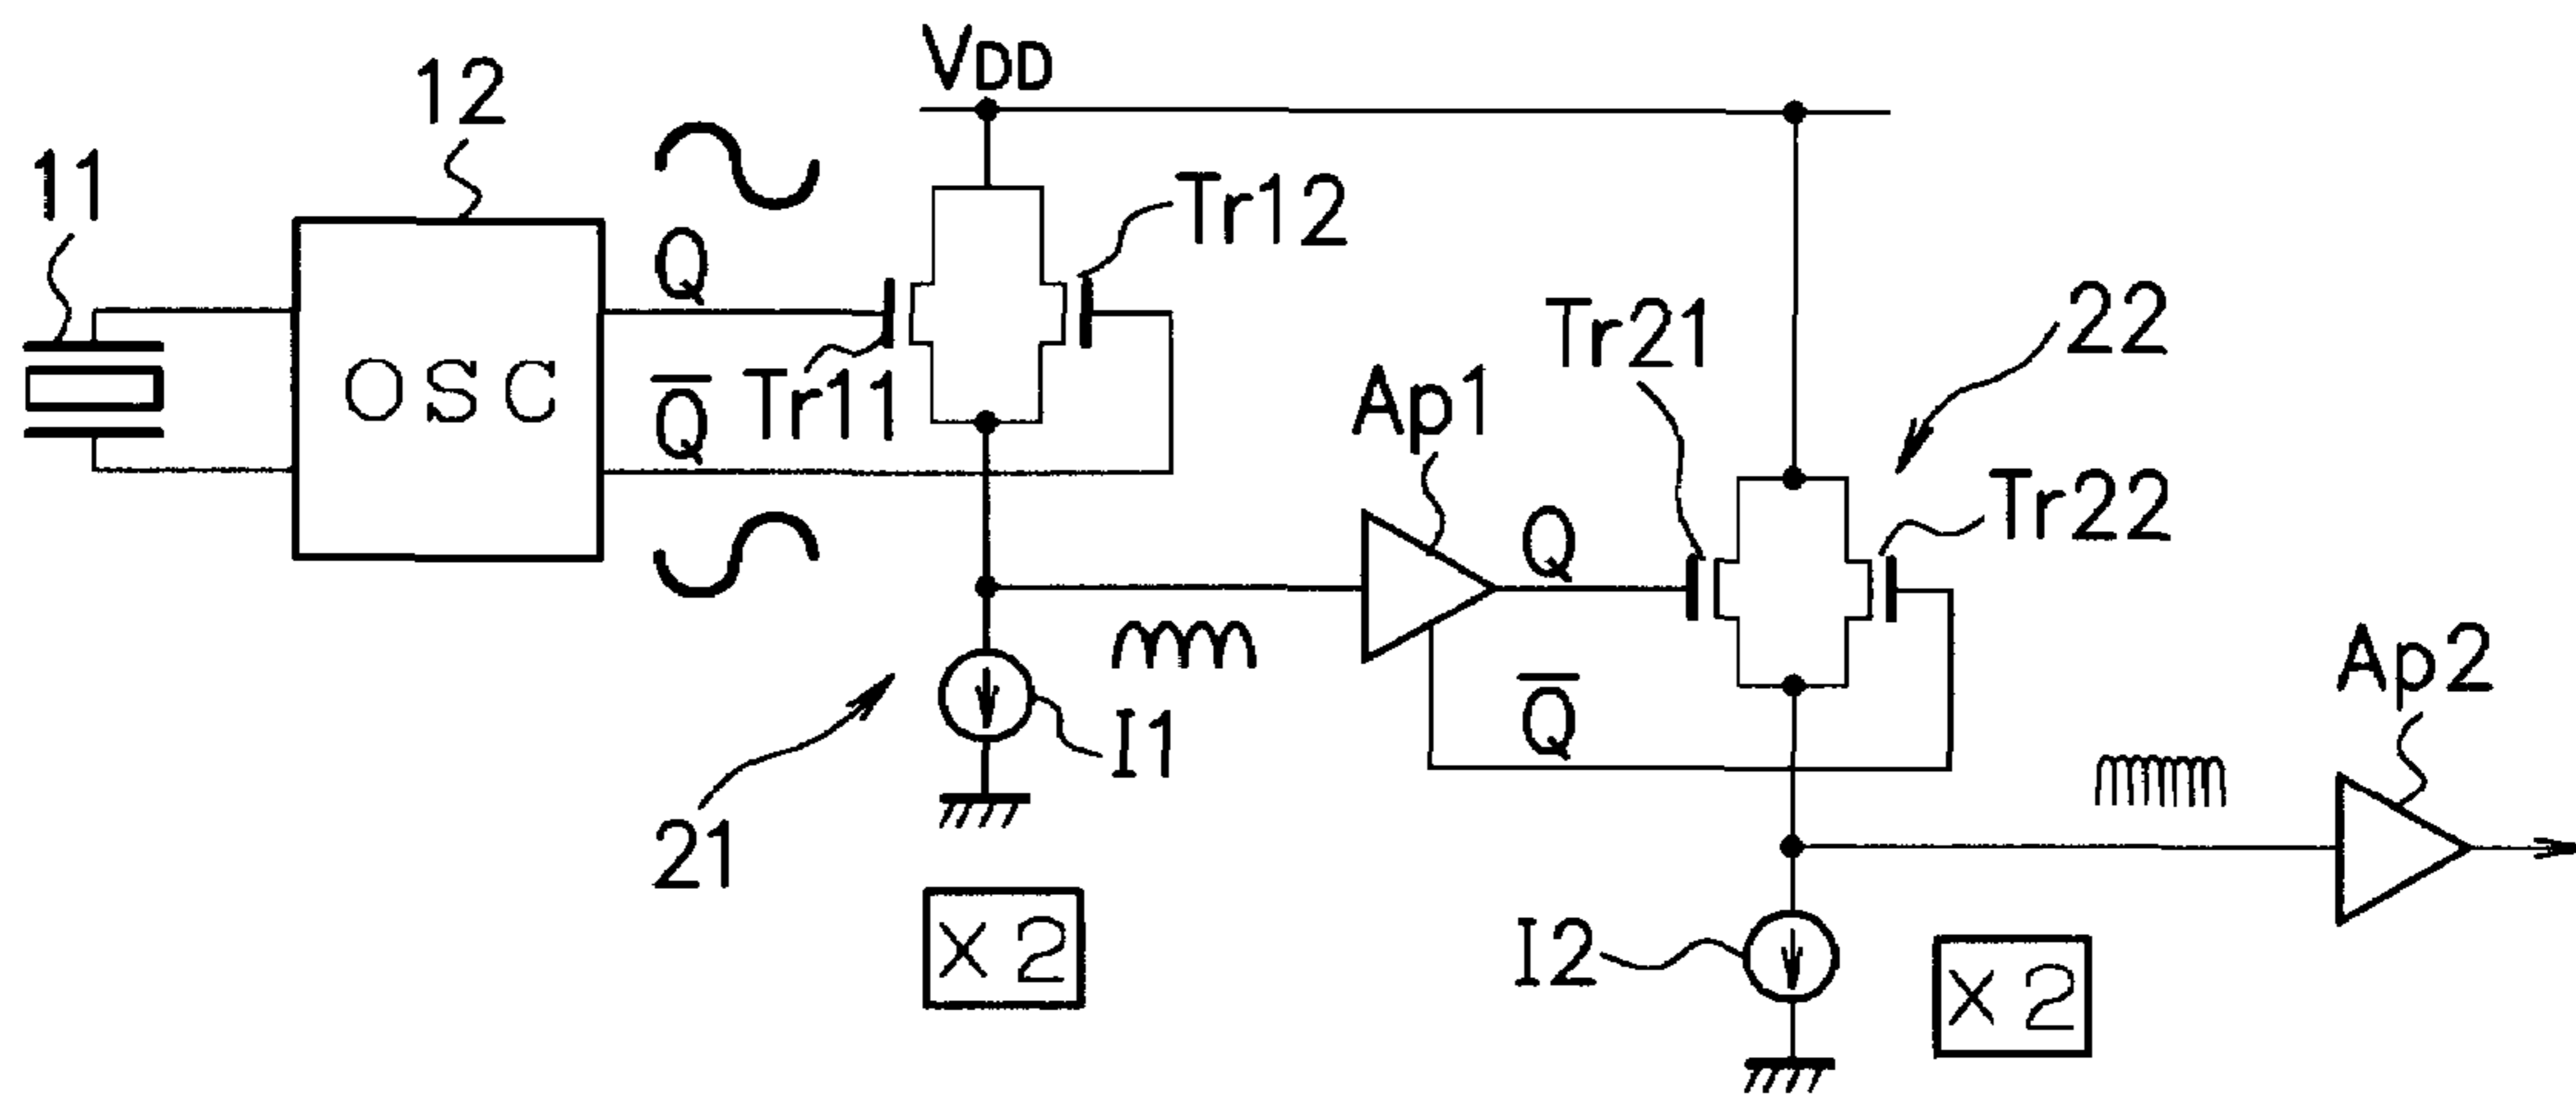 VDD
12
11
Tr12
Q
OSC
Q̅
Tr11
Tr21
22
Ap1
Q
Tr22
Q̅
Ap2
I1
21
X2
I2
X2